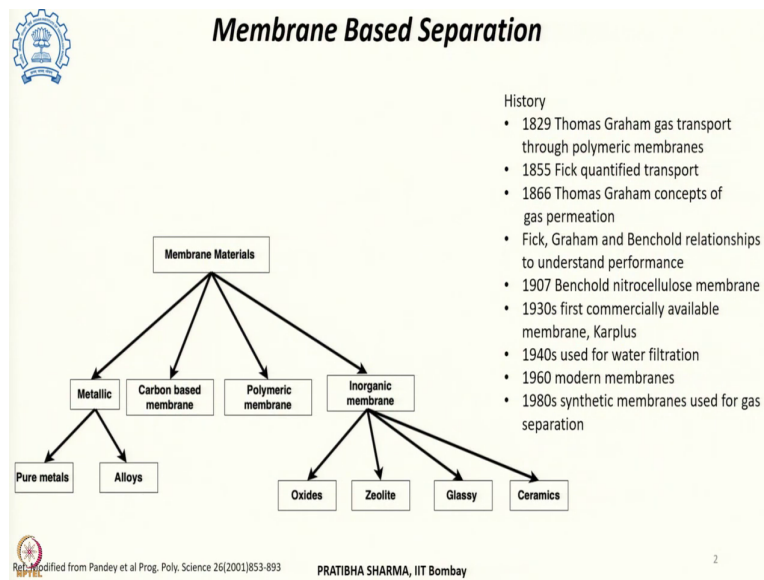 Membrane Based Separation
History
• 1829 Thomas Graham gas transport
through polymeric membranes
• 1855 Fick quantified transport
• 1866 Thomas Graham concepts of
gas permeation
• Fick, Graham and Benchold relationships
to understand performance
• 1907 Benchold nitrocellulose membrane
• 1930s first commercially available
membrane, Karplus
• 1940s used for water filtration
• 1960 modern membranes
• 1980s synthetic membranes used for gas
separation
Membrane Materials
Metallic
Carbon based
membrane
Polymeric
membrane
Inorganic
membrane
Pure metals
Alloys
Oxides
Zeolite
Glassy
Ceramics
Ref: Modified from Pandey et al Prog. Poly. Science 26(2001)853-893
NPTEL
PRATIBHA SHARMA, IIT Bombay
2